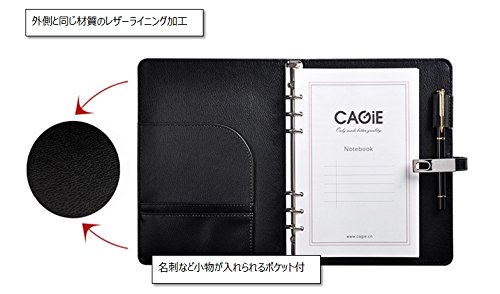 外側と同じ材質のレザーライニング加工
CAGiE
Only made better quality
Notebook
www.cagie.cn
名刺など小物が入れられるポケット付